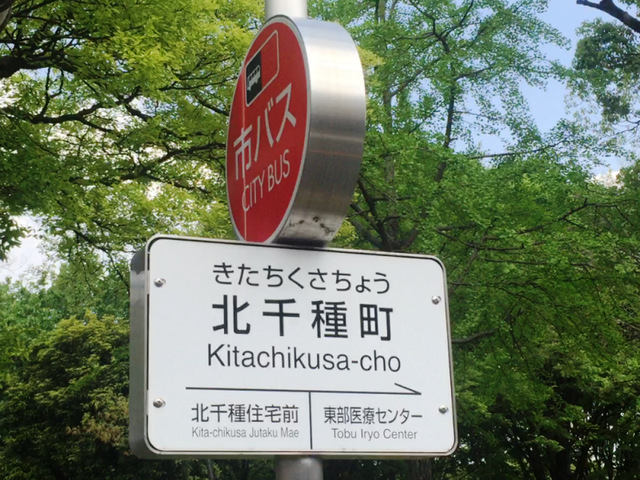 市バス
CITY BUS
きたちくさちょう
北千種町
Kitachikusa-cho
北千種住宅前
Kita-chikusa Jutaku Mae
東部医療センター
Tobu Iryo Center